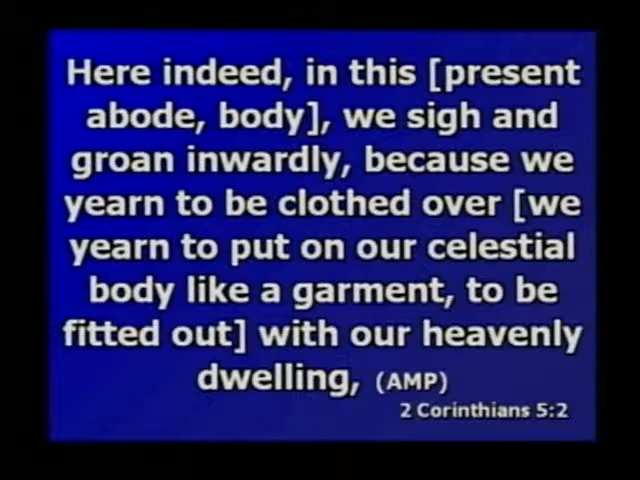 Here indeed, in this [present
abode, body], we sigh and
groan inwardly, because we
yearn to be clothed over [we
yearn to put on our celestial
body like a garment, to be
fitted out] with our heavenly
dwelling, (AMP)
2 Corinthians 5:2